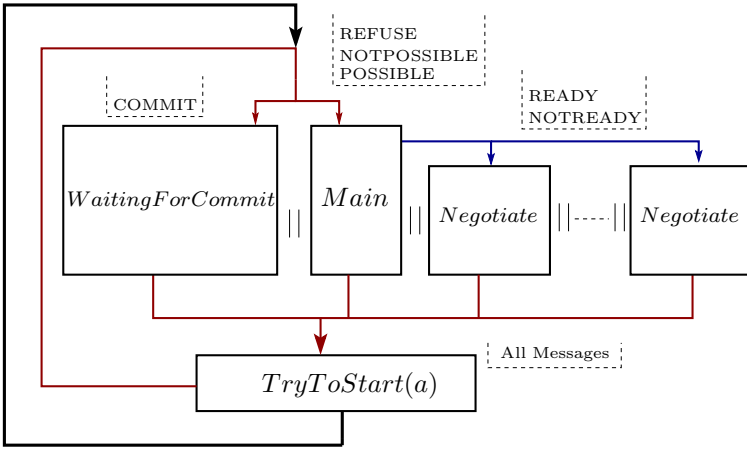 REFUSE
NOTPOSSIBLE
POSSIBLE
COMMIT
READY
NOTREADY
WaitingForCommit
||
Main
||
Negotiate
||
||
Negotiate
All Messages
TryToStart(a)